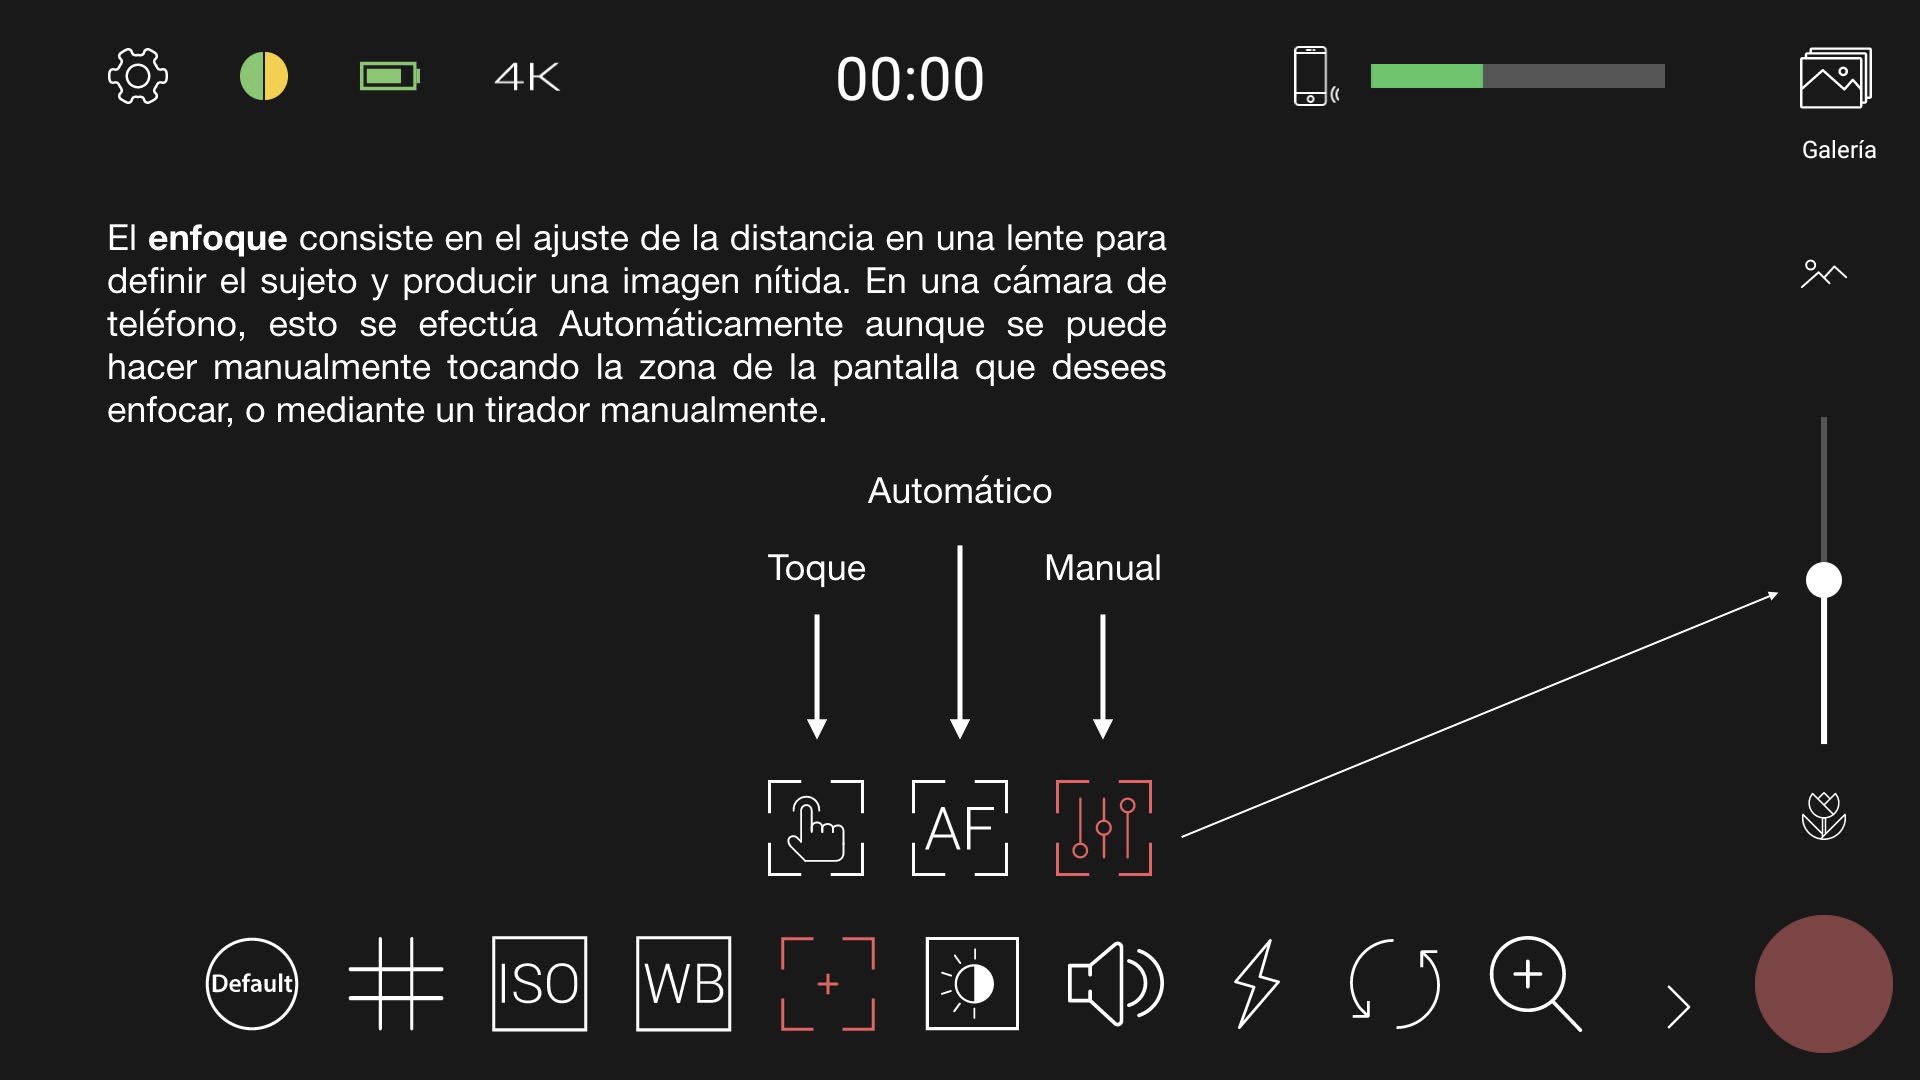 4K
00:00
Galería
El enfoque consiste en el ajuste de la distancia en una lente para
definir el sujeto y producir una imagen nítida. En una cámara de
teléfono, esto se efectúa Automáticamente aunque se puede
hacer manualmente tocando la zona de la pantalla que desees
enfocar, o mediante un tirador manualmente.
Automático
Toque
Manual
AF
Default
ISO
WB